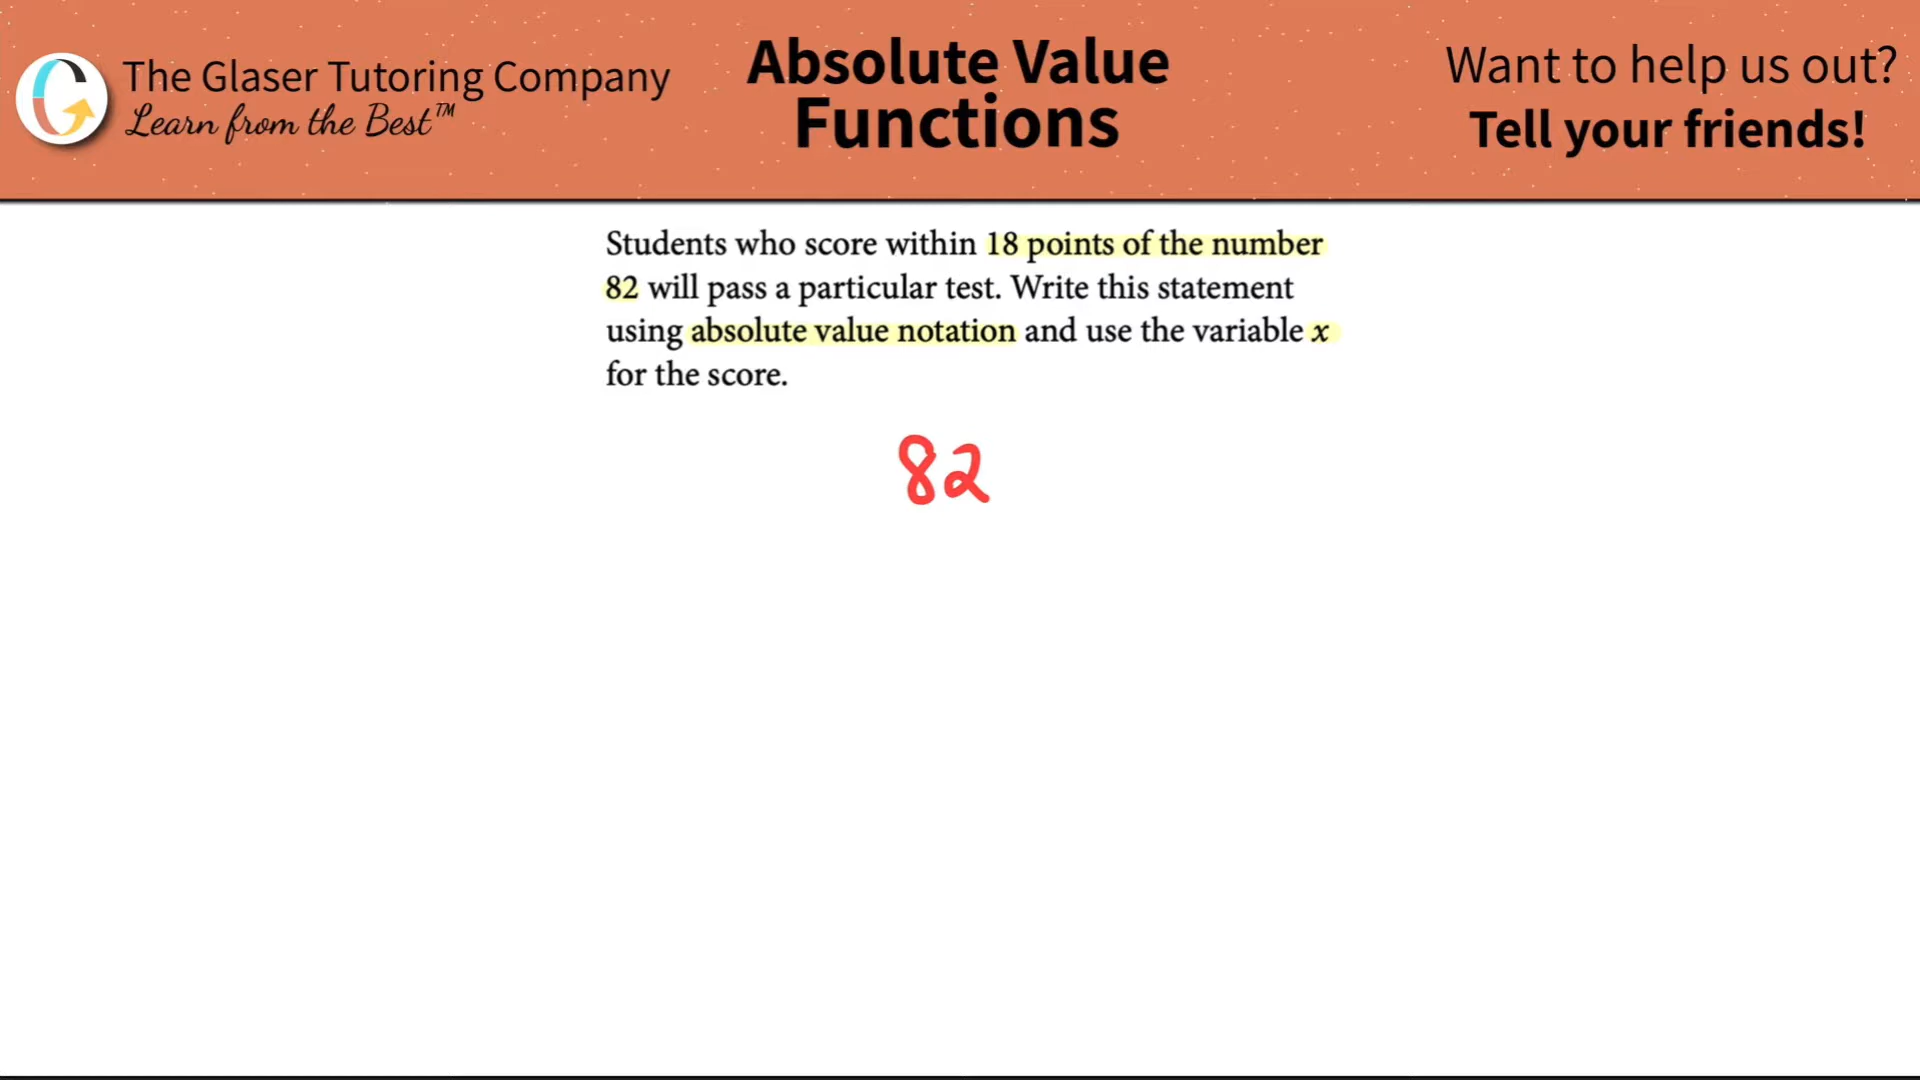 The Glaser Tutoring Company
Learn from the Best™
Absolute Value
Functions
Want to help us out?
Tell your friends!
Students who score within 18 points of the number
82 will pass a particular test. Write this statement
using absolute value notation and use the variable x
for the score.
82